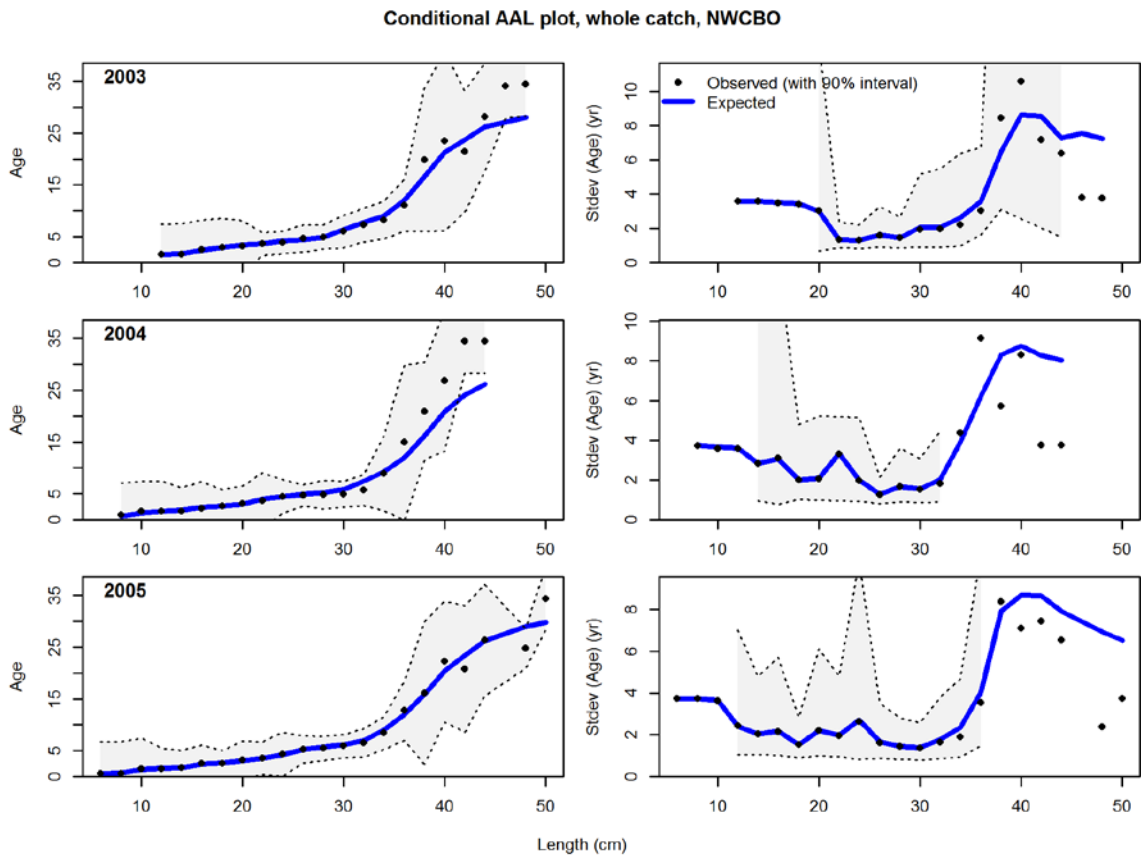 Conditional AAL plot, whole catch, NWCBO
2003
Age
0 5 15 25 35
10 20 30 40 50
Observed (with 90% interval)
Expected
Stdev (Age) (yr)
0 2 4 6 8 10
10 20 30 40 50
2004
Age
0 5 15 25 35
10 20 30 40 50
Stdev (Age) (yr)
0 2 4 6 8 10
10 20 30 40 50
2005
Age
0 5 15 25 35
10 20 30 40 50
Stdev (Age) (yr)
0 2 4 6 8
10 20 30 40 50
Length (cm)